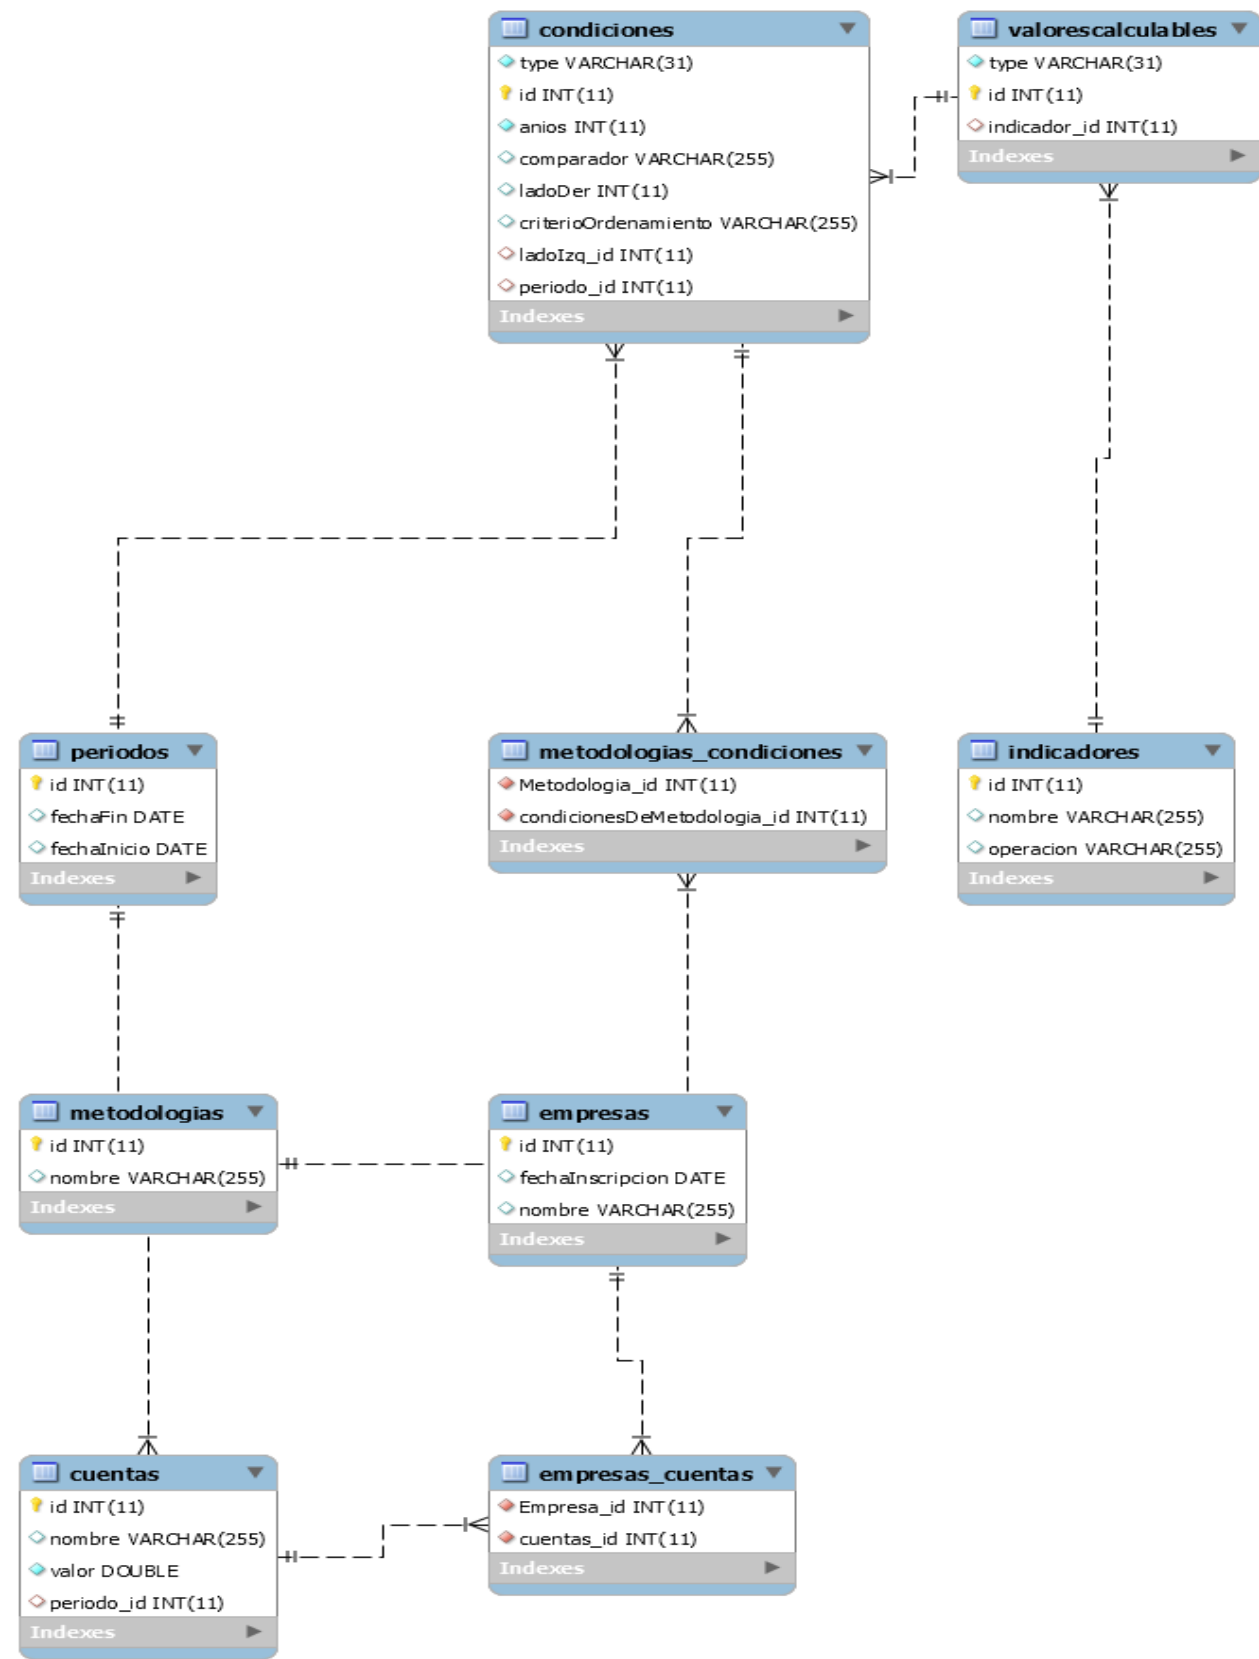 condiciones
type VARCHAR(31)
id INT(11)
anios INT(11)
comparador VARCHAR(255)
ladoDer INT(11)
criterioOrdenamiento VARCHAR(255)
ladoIzq_id INT(11)
periodo_id INT(11)
Indexes
valorescalculables
type VARCHAR(31)
id INT(11)
indicador_id INT(11)
Indexes
periodos
id INT(11)
fechaFin DATE
fechaInicio DATE
Indexes
metodologias_condiciones
Metodologia_id INT(11)
condicionesDeMetodologia_id INT(11)
Indexes
indicadores
id INT(11)
nombre VARCHAR(255)
operacion VARCHAR(255)
Indexes
metodologias
id INT(11)
nombre VARCHAR(255)
Indexes
empresas
id INT(11)
fechaInscripcion DATE
nombre VARCHAR(255)
Indexes
cuentas
id INT(11)
nombre VARCHAR(255)
valor DOUBLE
periodo_id INT(11)
Indexes
empresas_cuentas
Empresa_id INT(11)
cuentas_id INT(11)
Indexes